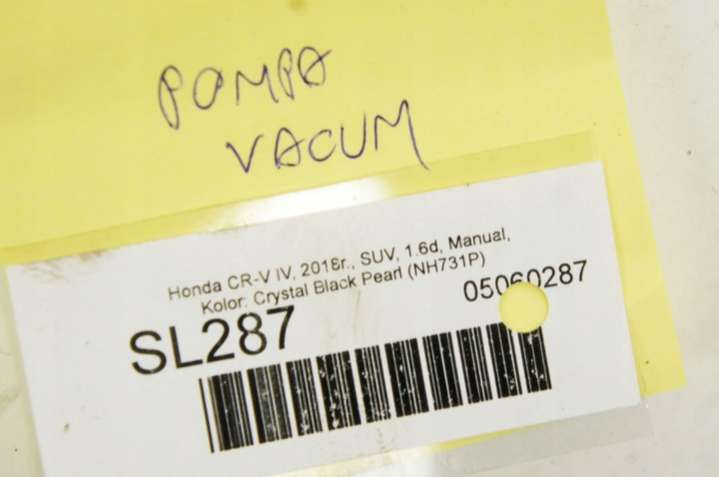 POMPA
VACUM
Honda CR-V IV, 2018r., SUV, 1.6d, Manual,
Kolor: Crystal Black Pearl (NH731P)
SL287
05060287